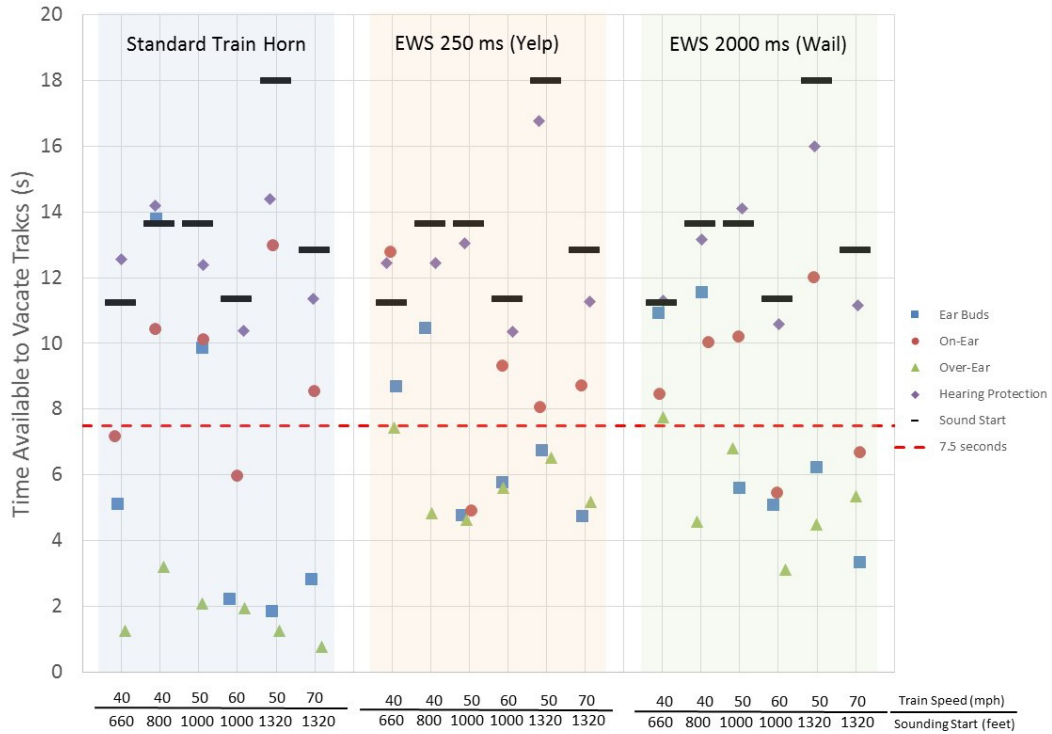 Time Available to Vacate Trakcs (s)
20
18
16
14
12
10
8
6
4
2
0
Standard Train Horn
EWS 250 ms (Yelp)
EWS 2000 ms (Wail)
Ear Buds
On-Ear
Over-Ear
Hearing Protection
Sound Start
7.5 seconds
40 40 50 60 50 70 40 40 50 60 50 70 40 40 50 60 50 70 Train Speed (mph)
660 800 1000 1000 1320 1320 660 800 1000 1000 1320 1320 660 800 1000 1000 1320 1320 Sounding Start (feet)